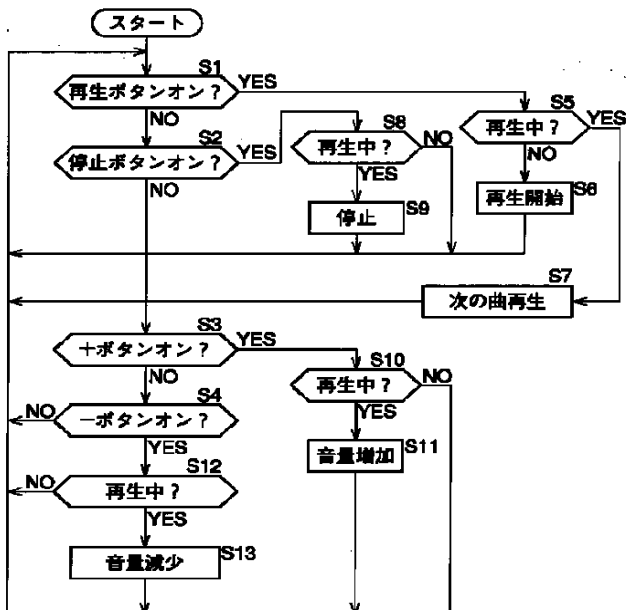 スタート
S1
再生ボタンオン?
YES
NO
S2
停止ボタンオン?
YES
NO
S8
再生中?
NO
YES
S9
停止
S5
再生中?
YES
NO
S6
再生開始
S7
次の曲再生
S3
+ボタンオン?
YES
NO
S4
−ボタンオン?
NO
YES
S12
再生中?
NO
YES
S13
音量減少
S10
再生中?
NO
YES
S11
音量増加